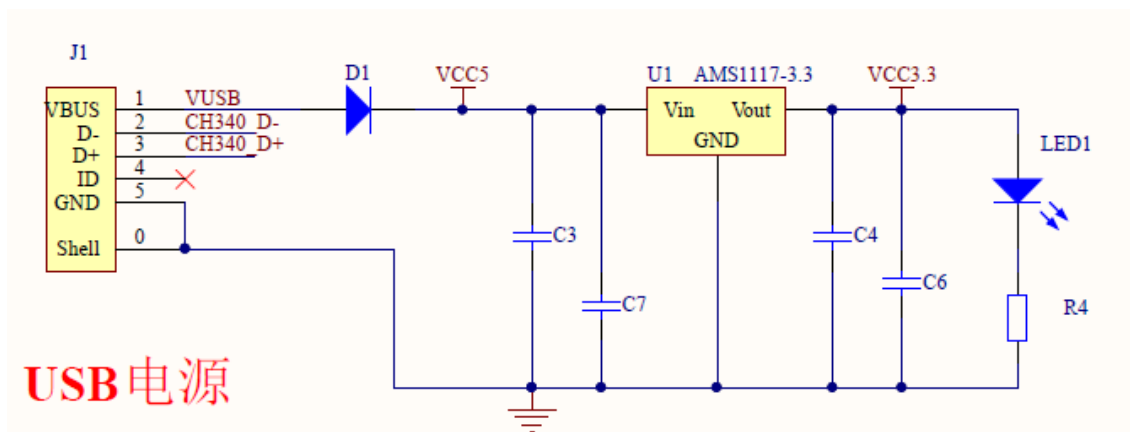 J1
VBUS 1 VUSB
D- 2 CH340_D-
D+ 3 CH340_D+
ID 4
GND 5
Shell 0
D1
VCC5
U1 AMS1117-3.3
Vin Vout
GND
VCC3.3
LED1
C3
C7
C4
C6
R4
USB电源